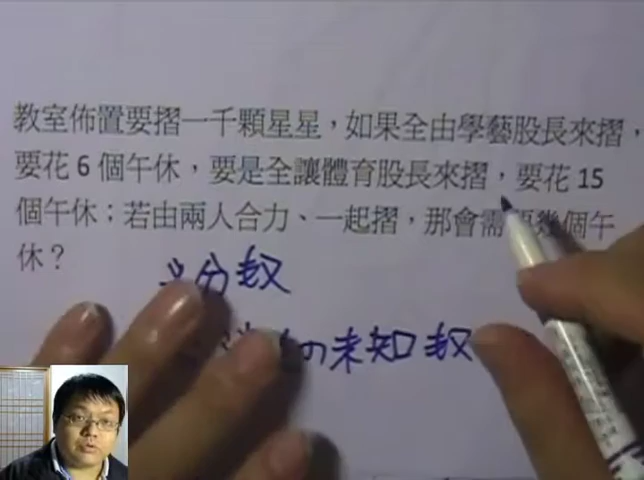 教室佈置要摺一千顆星星，如果全由學藝股長來摺，
要花 6 個午休，要是全讓體育股長來摺，要花 15
個午休；若由兩人合力、一起摺，那會需要幾個午
休？
分數
未知數